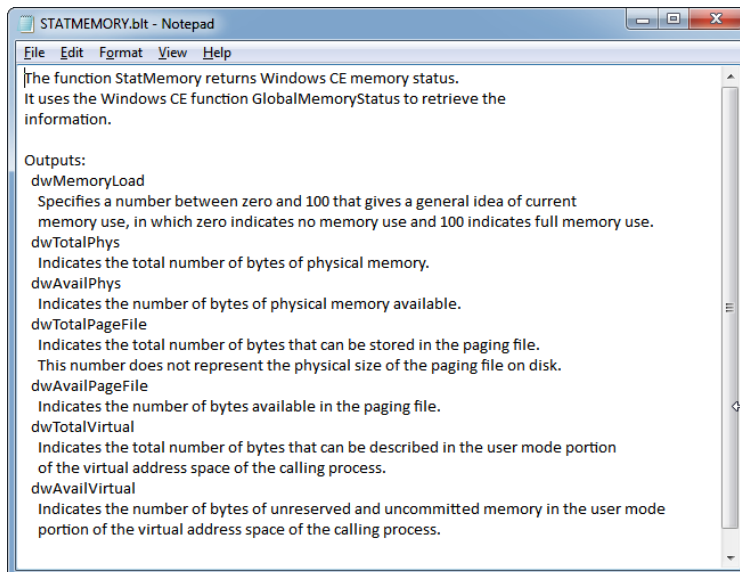 STATMEMORY.blt - Notepad
File Edit Format View Help
The function StatMemory returns Windows CE memory status.
It uses the Windows CE function GlobalMemoryStatus to retrieve the
information.
Outputs:
dwMemoryLoad
Specifies a number between zero and 100 that gives a general idea of current
memory use, in which zero indicates no memory use and 100 indicates full memory use.
dwTotalPhys
Indicates the total number of bytes of physical memory.
dwAvailPhys
Indicates the number of bytes of physical memory available.
dwTotalPageFile
Indicates the total number of bytes that can be stored in the paging file.
This number does not represent the physical size of the paging file on disk.
dwAvailPageFile
Indicates the number of bytes available in the paging file.
dwTotalVirtual
Indicates the total number of bytes that can be described in the user mode portion
of the virtual address space of the calling process.
dwAvailVirtual
Indicates the number of bytes of unreserved and uncommitted memory in the user mode
portion of the virtual address space of the calling process.